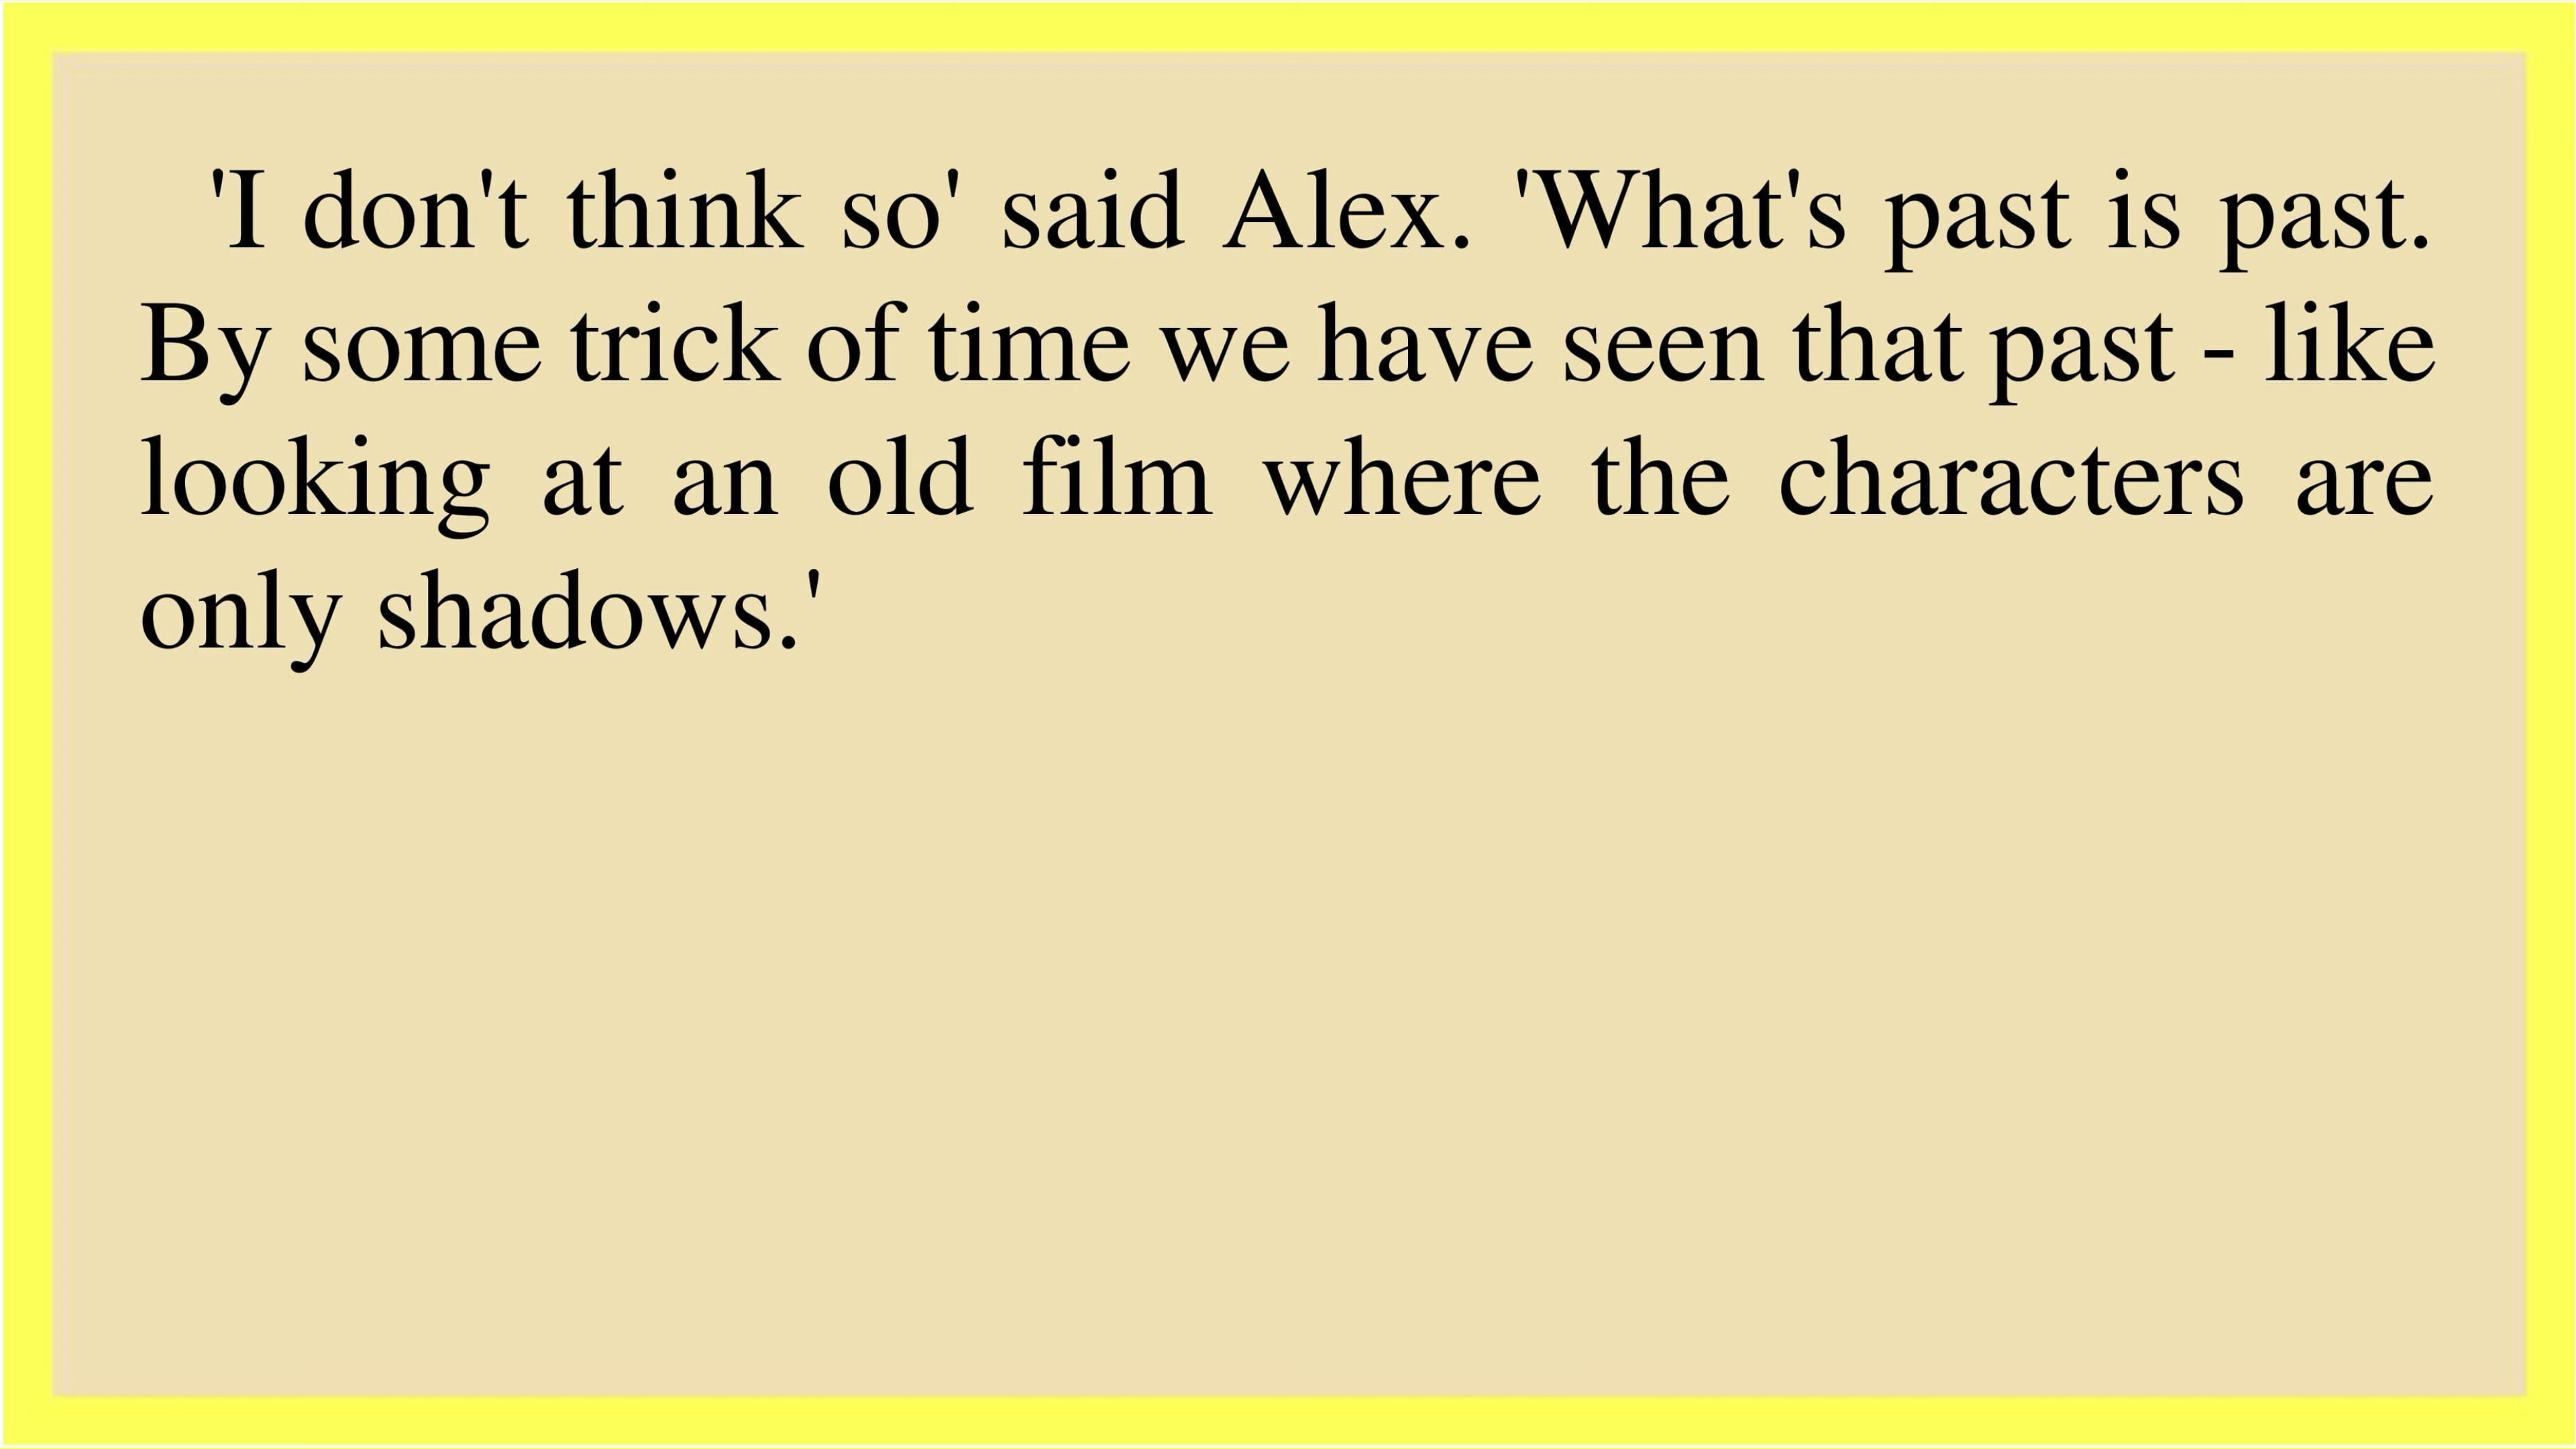 'I don't think so' said Alex. 'What's past is past.
By some trick of time we have seen that past - like
looking at an old film where the characters are
only shadows.'